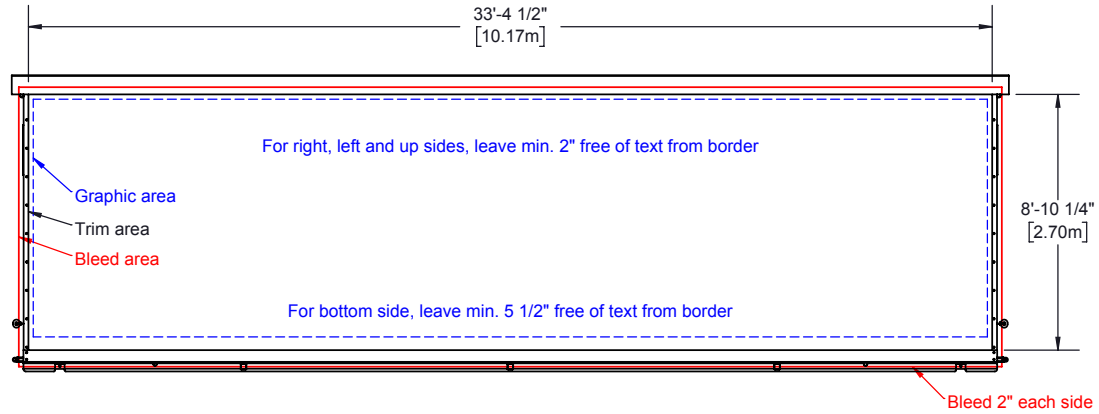 33'-4 1/2"
[10.17m]
For right, left and up sides, leave min. 2" free of text from border
Graphic area
Trim area
Bleed area
8'-10 1/4"
[2.70m]
For bottom side, leave min. 5 1/2" free of text from border
Bleed 2" each side